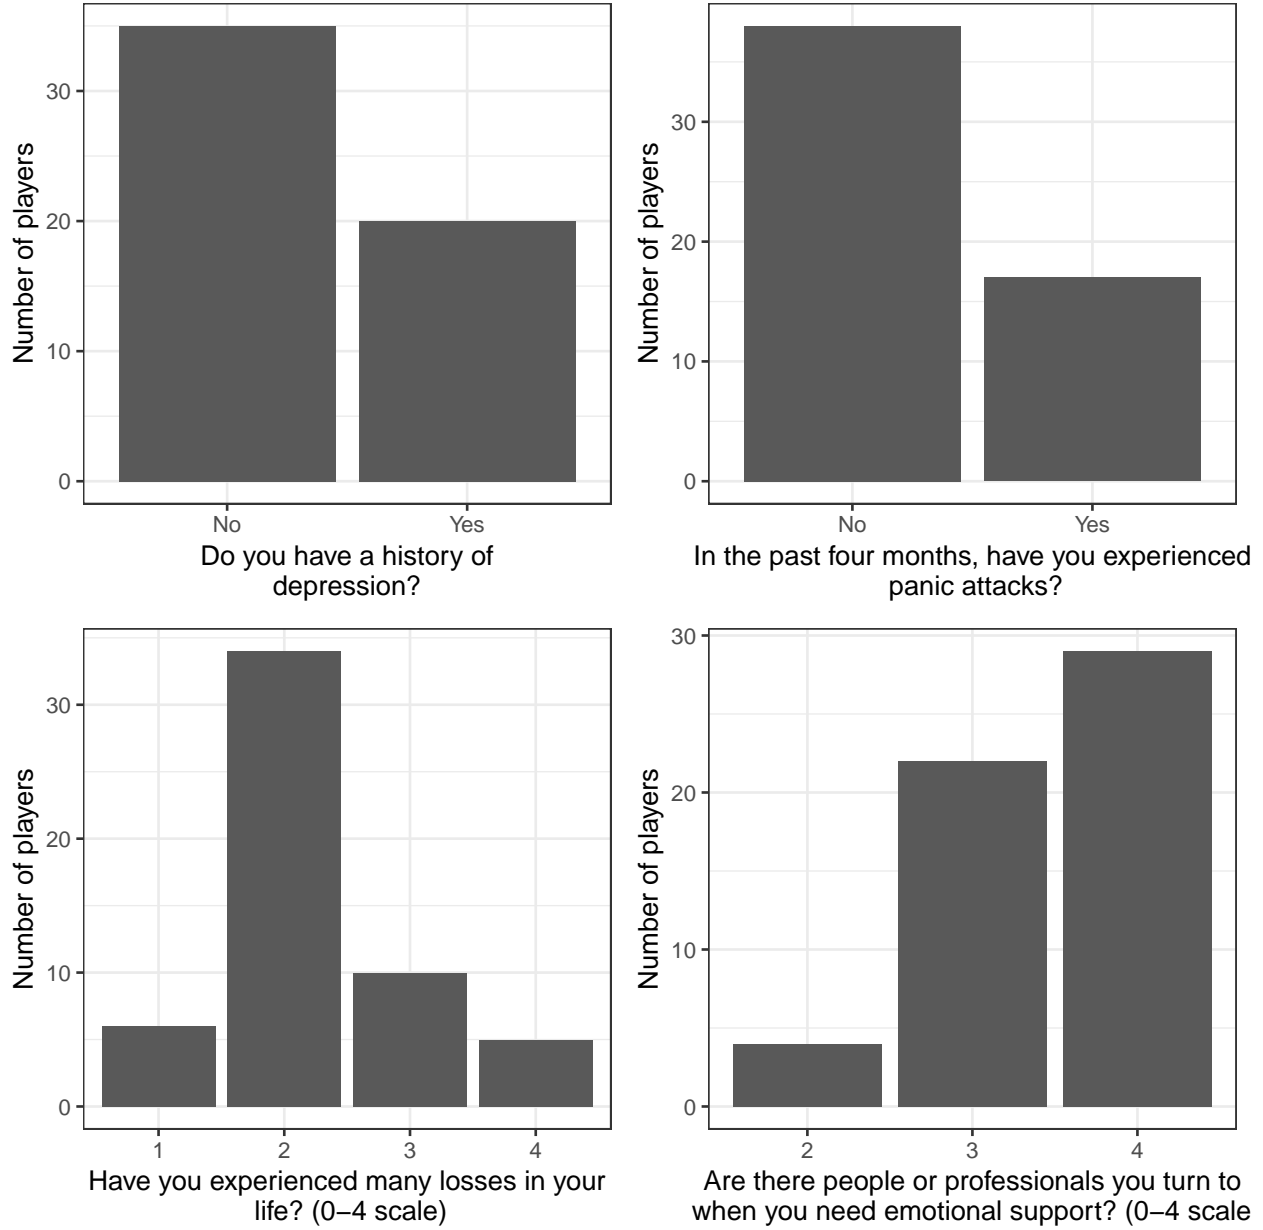 30
20
10
0
Number of players
No Yes
Do you have a history of
depression?
30
20
10
0
Number of players
No Yes
In the past four months, have you experienced
panic attacks?
30
20
10
0
Number of players
1 2 3 4
Have you experienced many losses in your
life? (0−4 scale)
30
20
10
0
Number of players
2 3 4
Are there people or professionals you turn to
when you need emotional support? (0−4 scale